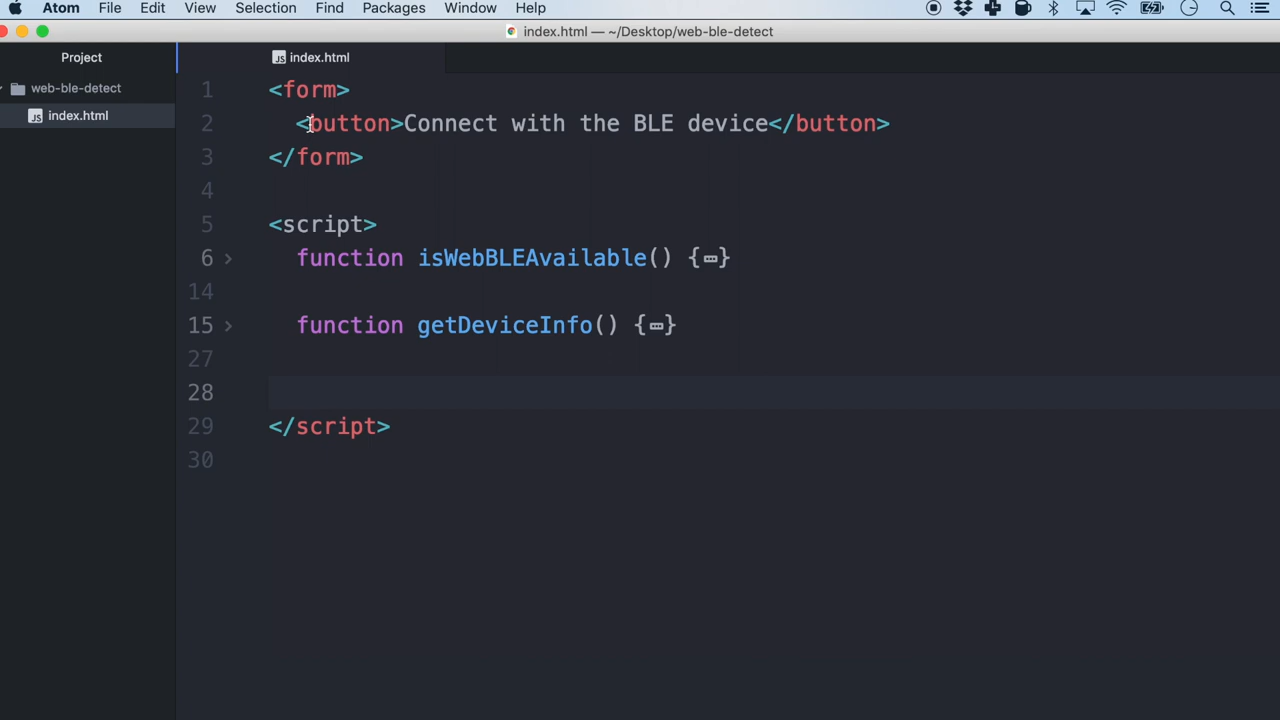 Atom File Edit View Selection Find Packages Window Help
index.html — ~/Desktop/web-ble-detect
Project
web-ble-detect
index.html
index.html
1 <form>
2 <button>Connect with the BLE device</button>
3 </form>
4
5 <script>
6 function isWebBLEAvailable() {…}
14
15 function getDeviceInfo() {…}
27
28
29 </script>
30